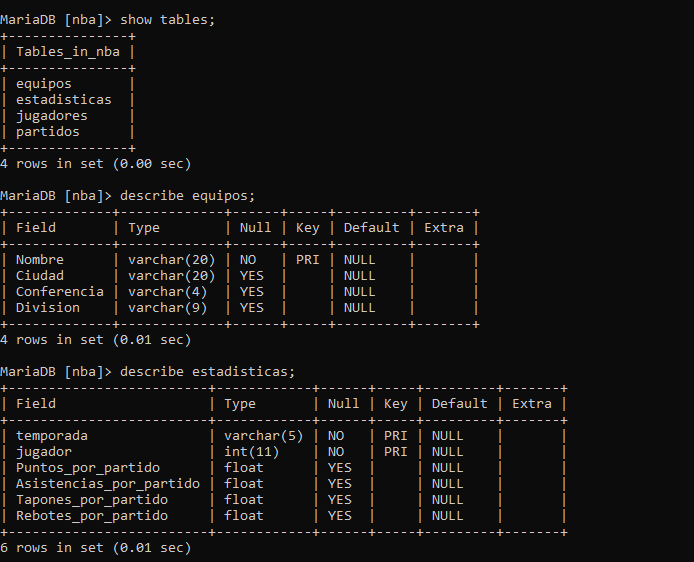 MariaDB [nba]> show tables;
+---------------+
| Tables_in_nba |
+---------------+
| equipos       |
| estadisticas  |
| jugadores     |
| partidos      |
+---------------+
4 rows in set (0.00 sec)

MariaDB [nba]> describe equipos;
+-------------+-------------+------+-----+---------+-------+
| Field       | Type        | Null | Key | Default | Extra |
+-------------+-------------+------+-----+---------+-------+
| Nombre      | varchar(20) | NO   | PRI | NULL    |       |
| Ciudad      | varchar(20) | YES  |     | NULL    |       |
| Conferencia | varchar(4)  | YES  |     | NULL    |       |
| Division    | varchar(9)  | YES  |     | NULL    |       |
+-------------+-------------+------+-----+---------+-------+
4 rows in set (0.01 sec)

MariaDB [nba]> describe estadisticas;
+-------------------------+------------+------+-----+---------+-------+
| Field                   | Type       | Null | Key | Default | Extra |
+-------------------------+------------+------+-----+---------+-------+
| temporada               | varchar(5) | NO   | PRI | NULL    |       |
| jugador                 | int(11)    | NO   | PRI | NULL    |       |
| Puntos_por_partido      | float      | YES  |     | NULL    |       |
| Asistencias_por_partido | float      | YES  |     | NULL    |       |
| Tapones_por_partido     | float      | YES  |     | NULL    |       |
| Rebotes_por_partido     | float      | YES  |     | NULL    |       |
+-------------------------+------------+------+-----+---------+-------+
6 rows in set (0.01 sec)